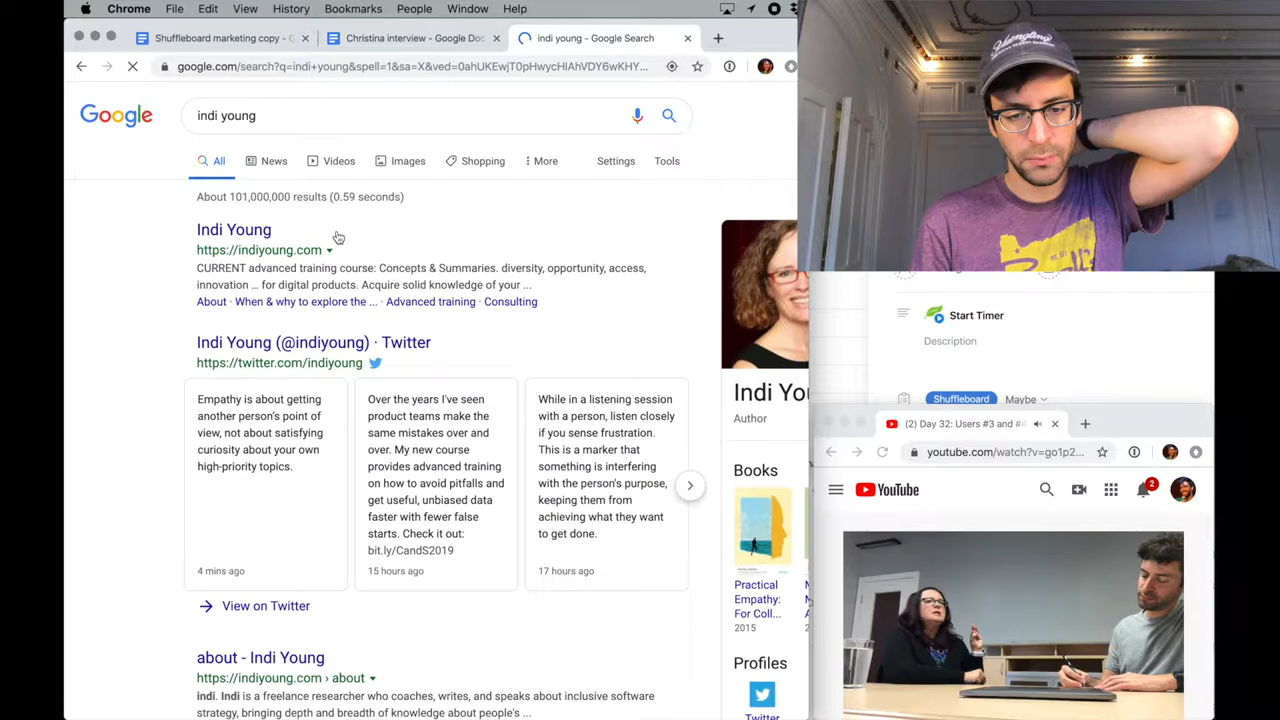 Chrome File Edit View History Bookmarks People Window Help
Shuffleboard marketing copy - G
Christina interview - Google Doc
indi young - Google Search
google.com/search?q=indi+young&spell=1&sa=X&ved=0ahUKEwjT0pHwycHlAhVDY6wKHY...
Google
indi young
All News Videos Images Shopping More Settings Tools
About 101,000,000 results (0.59 seconds)
Indi Young
https://indiyoung.com
CURRENT advanced training course: Concepts & Summaries. diversity, opportunity, access,
innovation ... for digital products. Acquire solid knowledge of your ...
About · When & why to explore the ... · Advanced training · Consulting
Indi Young (@indiyoung) · Twitter
https://twitter.com/indiyoung
Empathy is about getting
another person's point of
view, not about satisfying
curiosity about your own
high-priority topics.
4 mins ago
Over the years I've seen
product teams make the
same mistakes over and
over. My new course
provides advanced training
on how to avoid pitfalls and
get useful, unbiased data
faster with fewer false
starts. Check it out:
bit.ly/CandS2019
15 hours ago
While in a listening session
with a person, listen closely
if you sense frustration.
This is a marker that
something is interfering
with the person's purpose,
keeping them from
achieving what they want
to get done.
17 hours ago
View on Twitter
about - Indi Young
https://indiyoung.com › about
indi. Indi is a freelance researcher who coaches, writes, and speaks about inclusive software
strategy, bringing depth and breadth of knowledge about people's ...
Indi Yo
Author
Books
Practical
Empathy:
For Coll...
2015
Profiles
Twitter
Yuengling
Start Timer
Description
Shuffleboard Maybe
(2) Day 32: Users #3 and #4
youtube.com/watch?v=go1p2...
YouTube
2